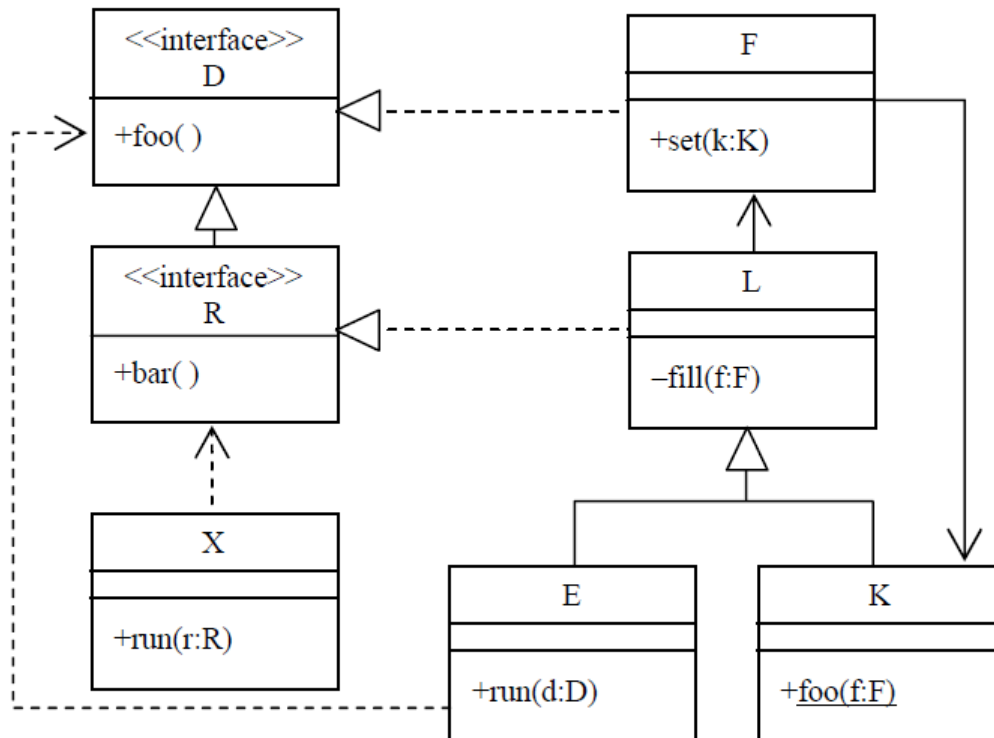 <<interface>>
D
+foo( )
F
+set(k:K)
<<interface>>
R
+bar( )
L
–fill(f:F)
X
+run(r:R)
E
+run(d:D)
K
+foo(f:F)